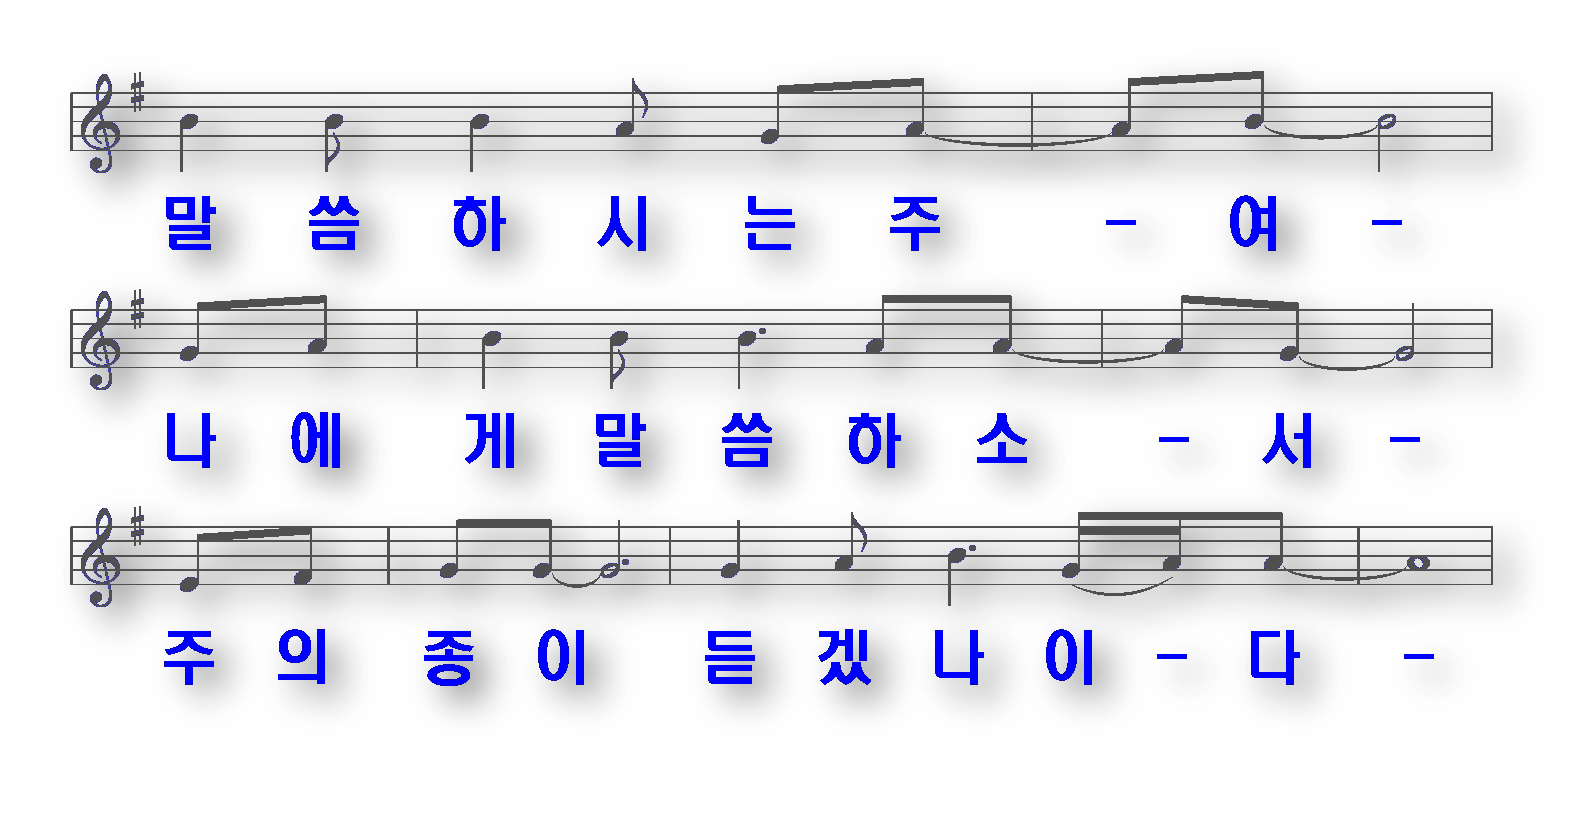 말 씀 하 시 는 주 - 여 -
나 에 게 말 씀 하 소 - 서 -
주 의 종 이 듣 겠 나 이 - 다 -